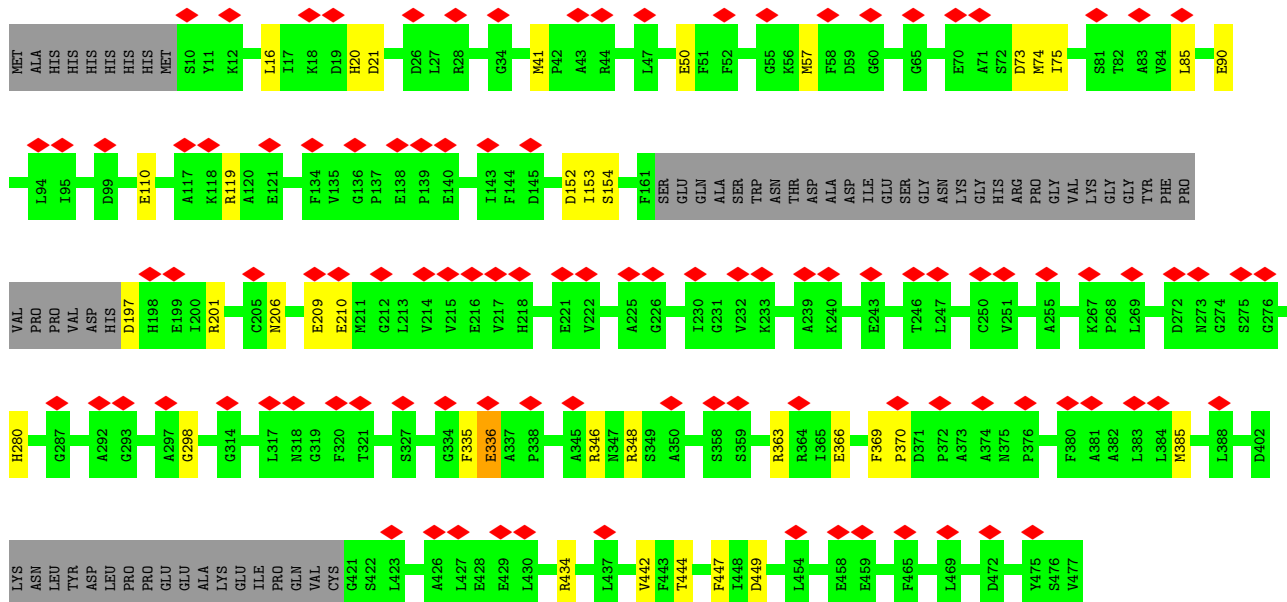 MET ALA HIS HIS HIS HIS HIS HIS MET S10 Y11 K12 L16 I17 K18 D19 H20 D21 D26 L27 R28 G34 M41 P42 A43 R44 L47 E50 F51 F52 G55 K56 M57 F58 D59 G60 G65 E70 A71 S72 D73 M74 I75 S81 T82 A83 V84 L85 E90
L94 I95 D99 E110 A117 K118 R119 A120 E121 F134 V135 G136 P137 E138 P139 E140 I143 F144 D145 D152 I153 S154 F161 SER GLU GLN ALA SER TRP ASN THR ASP ALA ASP ILE GLU SER GLY ASN LYS GLY HIS ARG PRO GLY VAL LYS GLY GLY TYR PHE PRO
VAL PRO PRO VAL ASP HIS D197 H198 E199 I200 R201 C205 N206 E209 E210 M211 G212 L213 V214 V215 E216 V217 H218 E221 V222 A225 G226 I230 G231 V232 K233 A239 K240 E243 T246 L247 C250 V251 A255 K267 P268 L269 D272 N273 G274 S275 G276
H280 G287 A292 G293 A297 G298 G314 L317 N318 G319 F320 T321 S327 G334 F335 E336 A337 P338 A345 R346 N347 R348 S349 A350 S358 S359 R363 R364 I365 E366 F369 P370 D371 P372 A373 A374 N375 P376 F380 A381 A382 L383 L384 M385 L388 D402
LYS ASN LEU TYR ASP LEU PRO PRO GLU GLU ALA LYS GLU ILE PRO GLN VAL CYS G421 S422 L423 A426 L427 E428 E429 L430 R434 L437 V442 F443 T444 F447 I448 D449 L454 E458 E459 F465 L469 D472 Y475 S476 V477